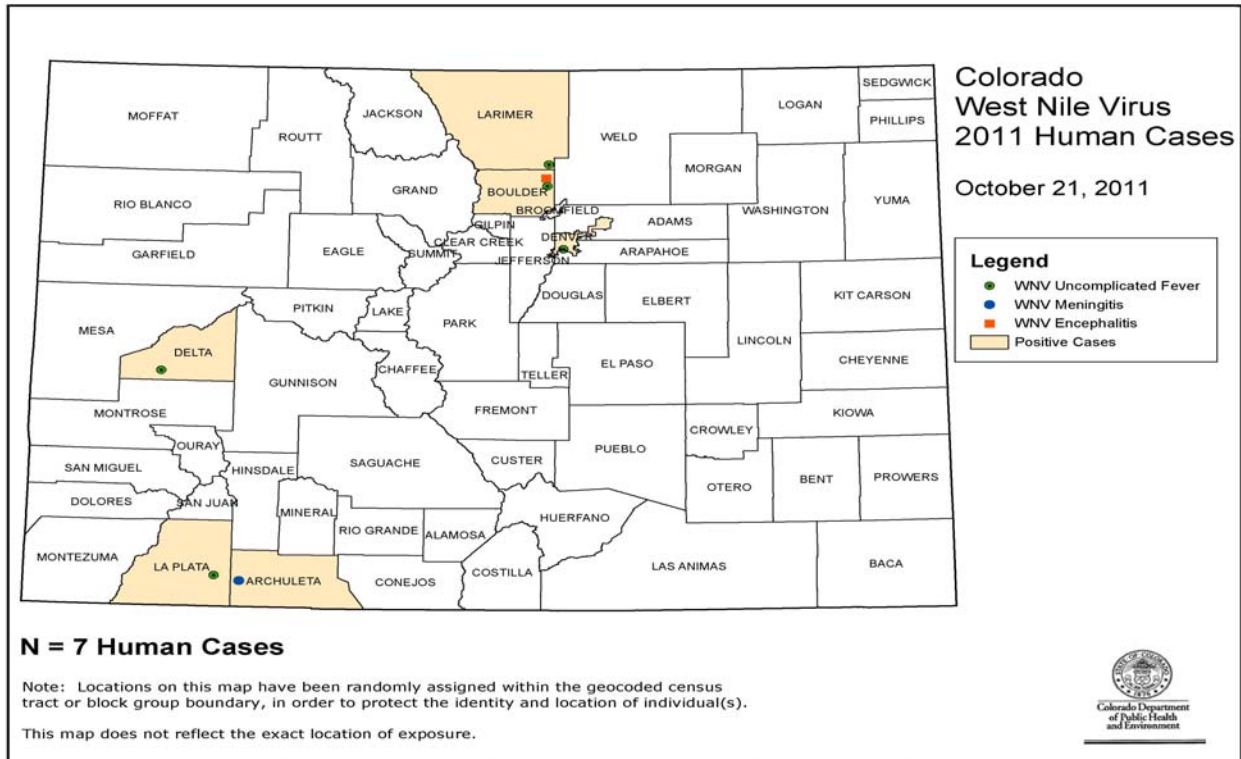 Colorado
West Nile Virus
2011 Human Cases
October 21, 2011
Legend
WNV Uncomplicated Fever
WNV Meningitis
WNV Encephalitis
Positive Cases
MOFFAT
ROUTT
JACKSON
LARIMER
WELD
LOGAN
SEDGWICK
PHILLIPS
MORGAN
RIO BLANCO
GRAND
BOULDER
BROOMFIELD
WASHINGTON
YUMA
GARFIELD
EAGLE
SUMMIT
GILPIN
CLEAR CREEK
JEFFERSON
DENVER
ADAMS
ARAPAHOE
MESA
PITKIN
LAKE
PARK
DOUGLAS
ELBERT
KIT CARSON
DELTA
GUNNISON
CHAFFEE
TELLER
EL PASO
LINCOLN
CHEYENNE
MONTROSE
FREMONT
CROWLEY
KIOWA
OURAY
SAN MIGUEL
HINSDALE
SAGUACHE
CUSTER
PUEBLO
OTERO
BENT
PROWERS
DOLORES
SAN JUAN
MINERAL
RIO GRANDE
ALAMOSA
HUERFANO
MONTEZUMA
LA PLATA
ARCHULETA
CONEJOS
COSTILLA
LAS ANIMAS
BACA
N = 7 Human Cases
Note: Locations on this map have been randomly assigned within the geocoded census
tract or block group boundary, in order to protect the identity and location of individual(s).
This map does not reflect the exact location of exposure.
STATE OF COLORADO
1876
Colorado Department
of Public Health
and Environment